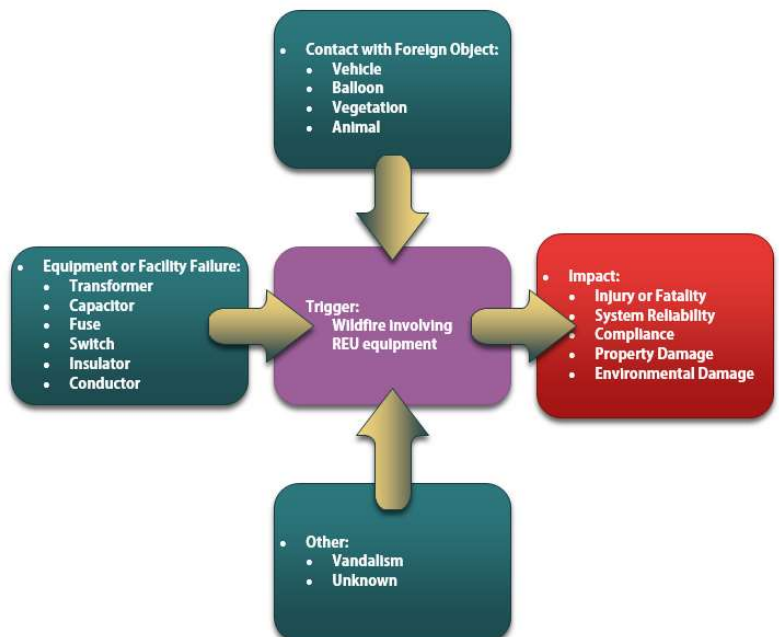 • Contact with Foreign Object:
• Vehicle
• Balloon
• Vegetation
• Animal
• Equipment or Facility Failure:
• Transformer
• Capacitor
• Fuse
• Switch
• Insulator
• Conductor
Trigger:
Wildfire Involving
REU equipment
• Impact:
• Injury or Fatality
• System Reliability
• Compliance
• Property Damage
• Environmental Damage
• Other:
• Vandalism
• Unknown